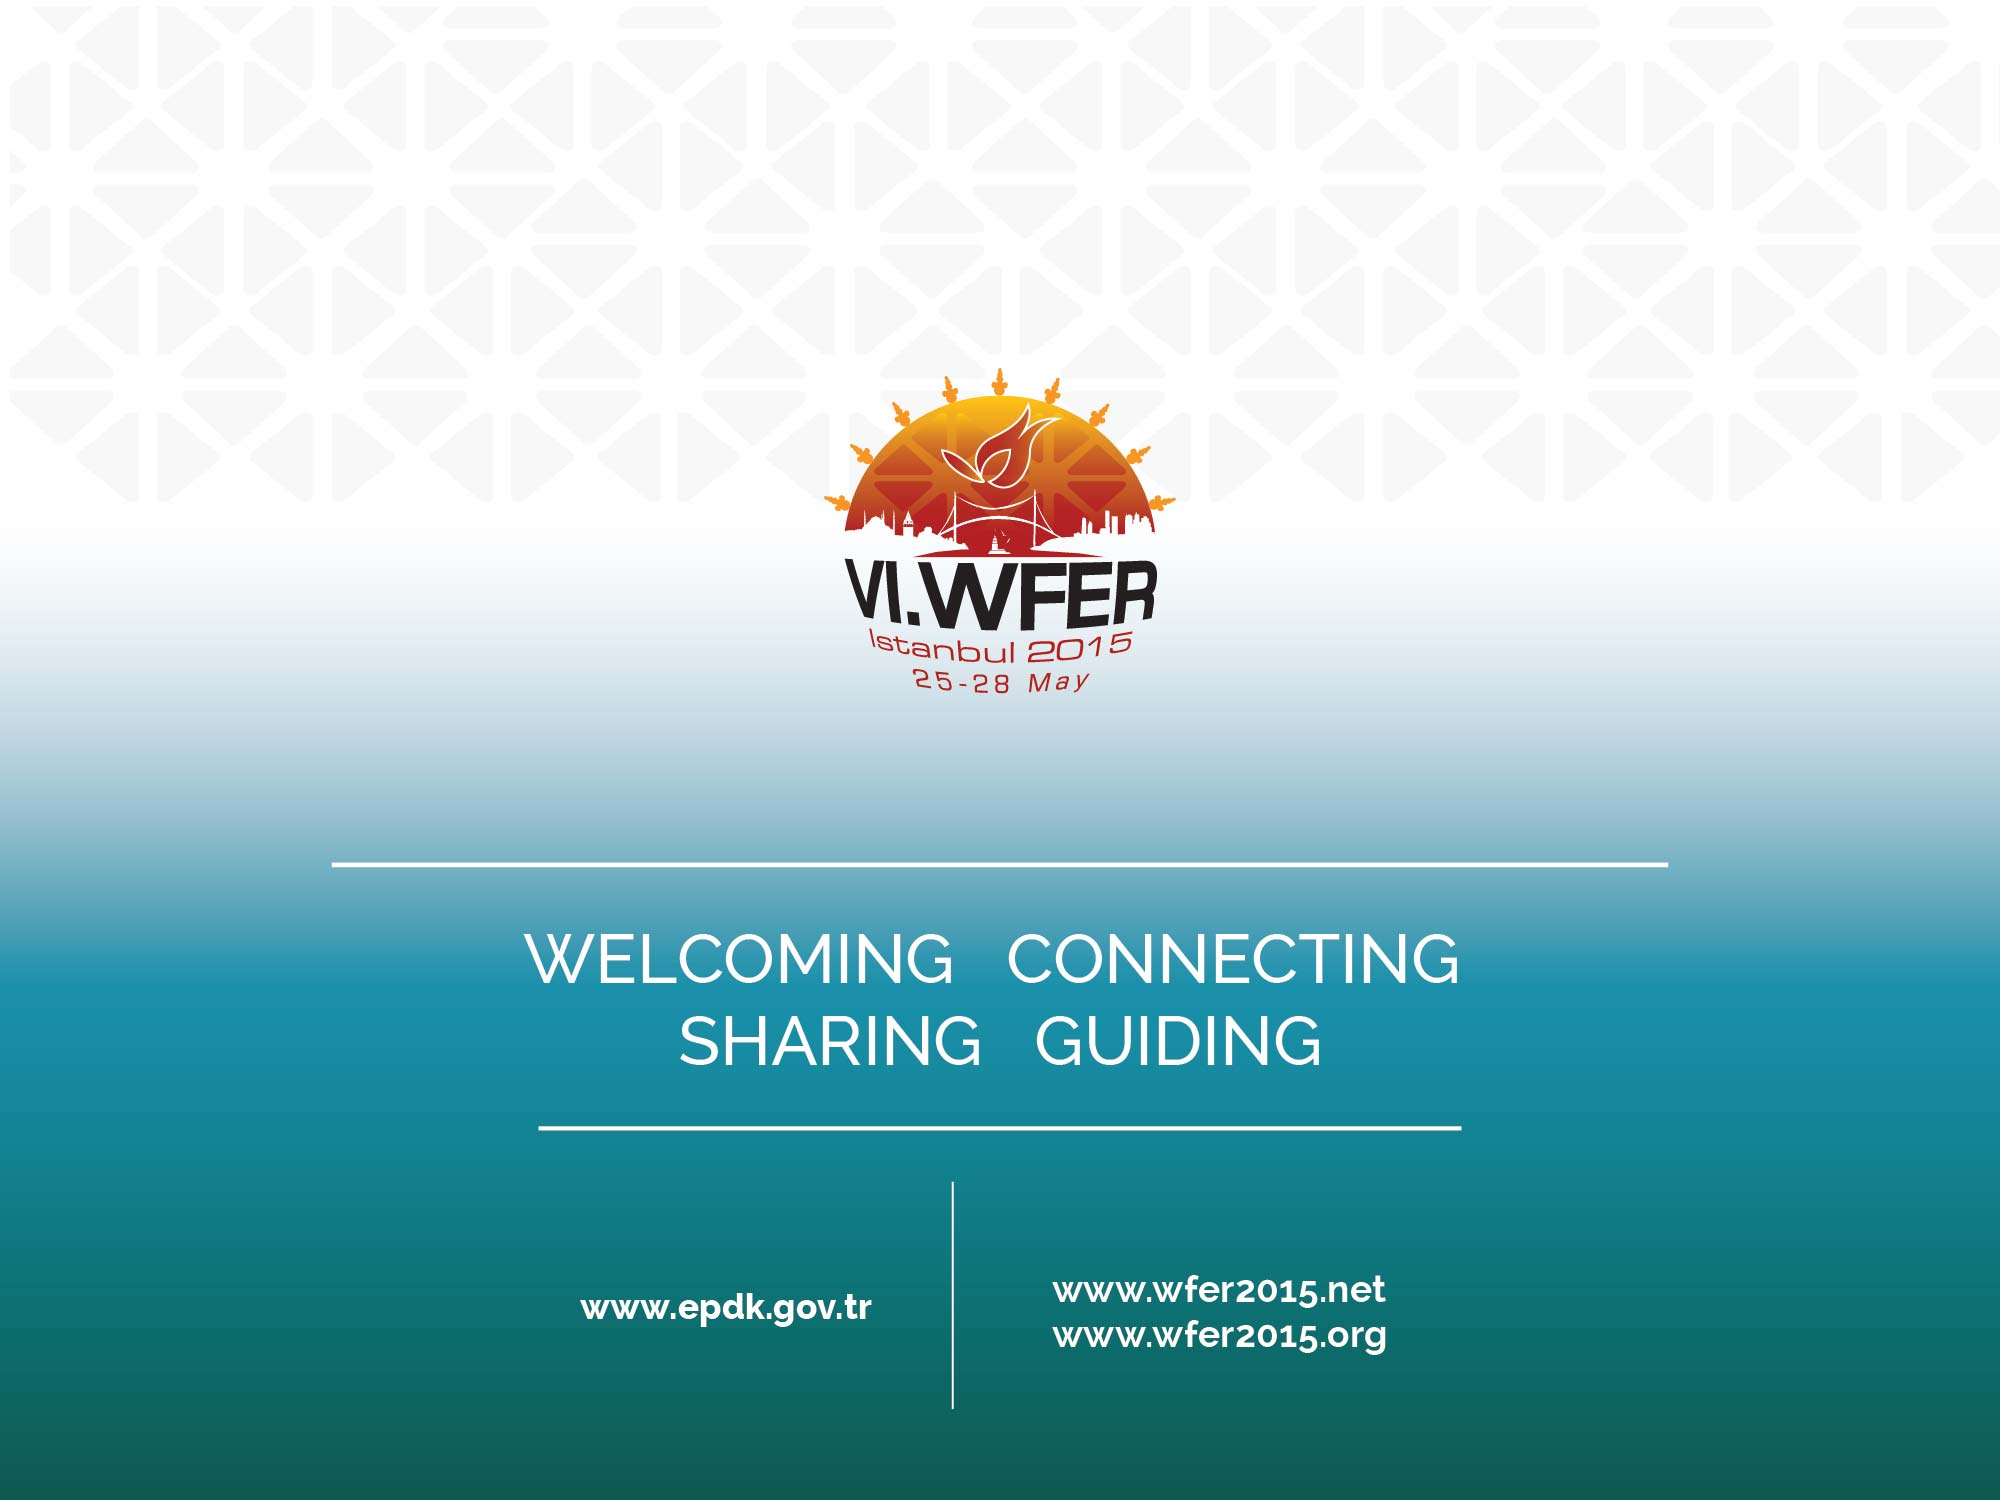 VI.WFER
Istanbul 2015
25-28 May
WELCOMING CONNECTING
SHARING GUIDING
www.epdk.gov.tr
www.wfer2015.net
www.wfer2015.org